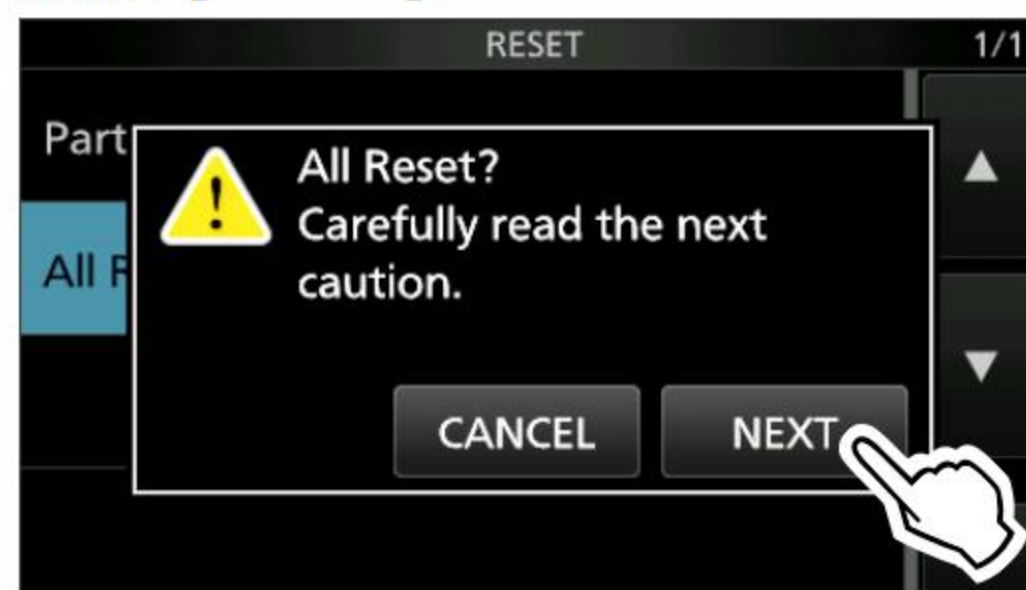 RESET 1/1
Part
All R
All Reset?
Carefully read the next
caution.
CANCEL NEXT